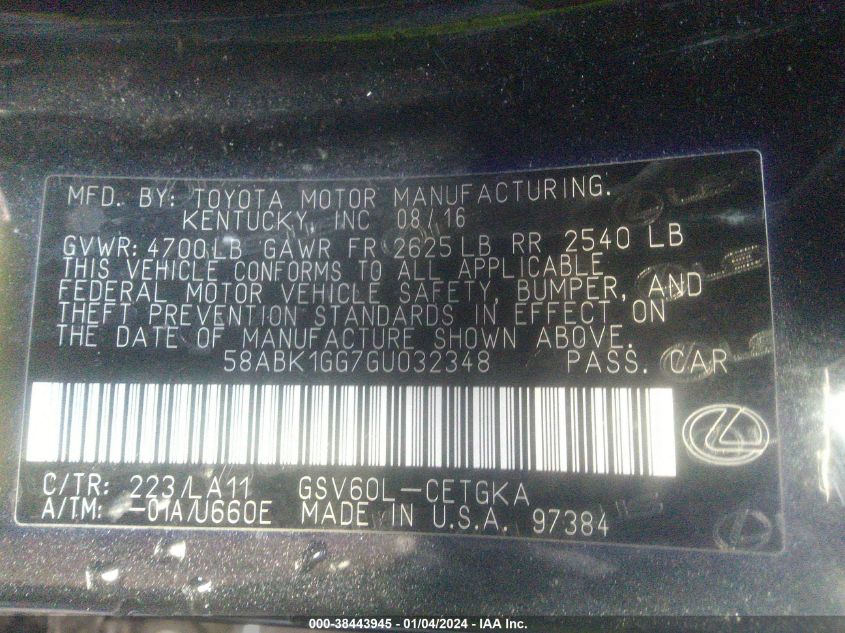 MFD. BY: TOYOTA MOTOR MANUFACTURING.
KENTUCKY, INC 08/16
GVWR: 4700LB GAWR FR 2625 LB RR 2540 LB
THIS VEHICLE CONFORMS TO ALL APPLICABLE
FEDERAL MOTOR VEHICLE SAFETY, BUMPER, AND
THEFT PREVENTION STANDARDS IN EFFECT ON
THE DATE OF MANUFACTURE SHOWN ABOVE.
58ABK1GG7GU032348 PASS. CAR
C/TR: 223/LA11 GSV60L-CETGKA
A/TM: -01A/U660E MADE IN U.S.A. 97384
000-38443945 - 01/04/2024 - IAA Inc.